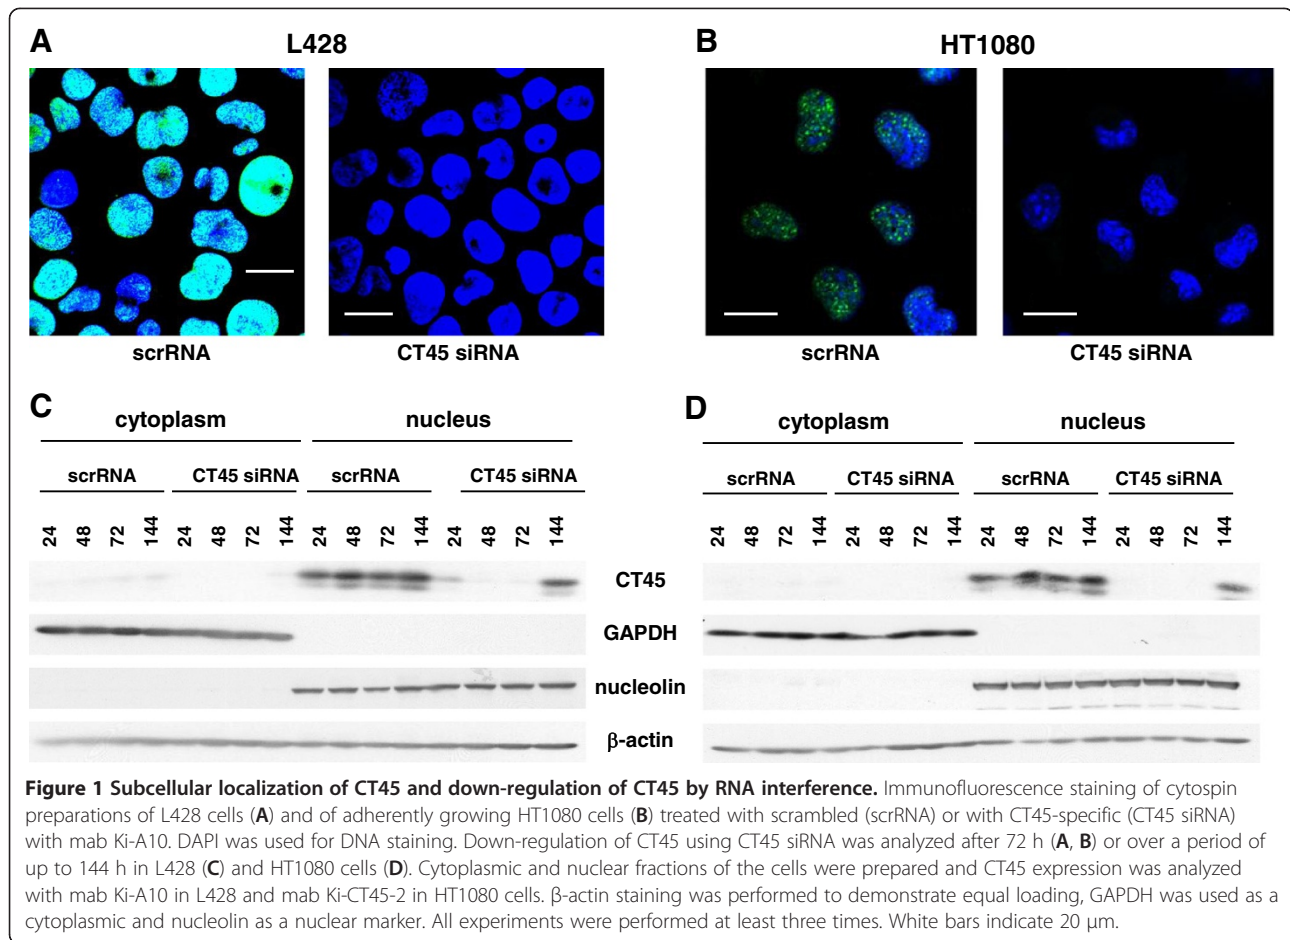 A
L428
B
HT1080
scrRNA
CT45 siRNA
scrRNA
CT45 siRNA
C
cytoplasm
nucleus
scrRNA
CT45 siRNA
scrRNA
CT45 siRNA
24 48 72 144 24 48 72 144 24 48 72 144 24 48 72 144
D
cytoplasm
nucleus
scrRNA
CT45 siRNA
scrRNA
CT45 siRNA
24 48 72 144 24 48 72 144 24 48 72 144 24 48 72 144
CT45
GAPDH
nucleolin
β-actin
Figure 1 Subcellular localization of CT45 and down-regulation of CT45 by RNA interference. Immunofluorescence staining of cytospin
preparations of L428 cells (A) and of adherently growing HT1080 cells (B) treated with scrambled (scrRNA) or with CT45-specific (CT45 siRNA)
with mab Ki-A10. DAPI was used for DNA staining. Down-regulation of CT45 using CT45 siRNA was analyzed after 72 h (A, B) or over a period of
up to 144 h in L428 (C) and HT1080 cells (D). Cytoplasmic and nuclear fractions of the cells were prepared and CT45 expression was analyzed
with mab Ki-A10 in L428 and mab Ki-CT45-2 in HT1080 cells. β-actin staining was performed to demonstrate equal loading, GAPDH was used as a
cytoplasmic and nucleolin as a nuclear marker. All experiments were performed at least three times. White bars indicate 20 μm.